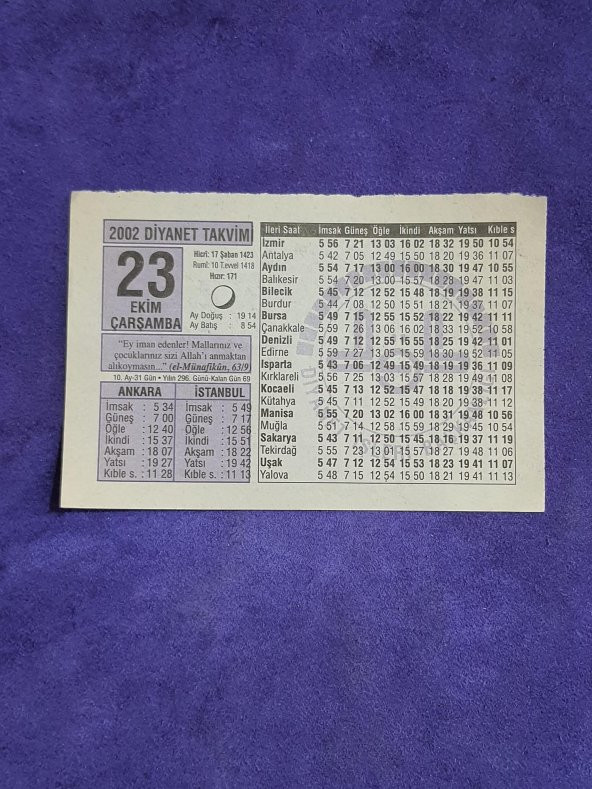 2002 DİYANET TAKVİM
23
EKİM
ÇARŞAMBA
Hicri: 17 Şaban 1423
Rumî: 10 T.evvel 1418
Hızır: 171
Ay Doğuş : 19 14
Ay Batış : 8 54
"Ey iman edenler! Mallarınız ve
çocuklarınız sizi Allah'ı anmaktan
alıkoymasın..." (el-Münafikûn, 63/9
10. Ay-31 Gün • Yılın 296. Günü-Kalan Gün 69
ANKARA
İmsak : 5 34
Güneş : 7 00
Öğle : 12 40
İkindi : 15 37
Akşam : 18 07
Yatsı : 19 27
Kıble s. : 11 28
İSTANBUL
İmsak : 5 49
Güneş : 7 17
Öğle : 12 56
İkindi : 15 51
Akşam : 18 22
Yatsı : 19 42
Kıble s. : 11 13
İleri Saat İmsak Güneş Öğle İkindi Akşam Yatsı Kıble s
İzmir 5 56 7 21 13 03 16 02 18 32 19 50 10 54
Antalya 5 42 7 05 12 49 15 50 18 20 19 36 11 07
Aydın 5 54 7 17 13 00 16 00 18 30 19 47 10 55
Balıkesir 5 54 7 20 13 00 15 57 18 28 19 47 11 03
Bilecik 5 45 7 12 12 52 15 48 18 19 19 38 11 15
Burdur 5 44 7 08 12 50 15 51 18 21 19 37 11 07
Bursa 5 49 7 15 12 55 15 52 18 22 19 42 11 11
Çanakkale 5 59 7 26 13 06 16 02 18 33 19 52 10 58
Denizli 5 49 7 12 12 55 15 55 18 25 19 41 11 01
Edirne 5 59 7 27 13 05 15 59 18 30 19 52 11 05
Isparta 5 43 7 06 12 49 15 49 18 19 19 36 11 09
Kırklareli 5 56 7 25 13 03 15 57 18 28 19 49 11 08
Kocaeli 5 45 7 13 12 52 15 47 18 18 19 38 11 17
Kütahya 5 45 7 11 12 52 15 49 18 20 19 38 11 12
Manisa 5 55 7 20 13 02 16 00 18 31 19 48 10 56
Muğla 5 51 7 14 12 58 15 59 18 29 19 45 10 54
Sakarya 5 43 7 11 12 50 15 45 18 16 19 37 11 19
Tekirdağ 5 55 7 23 13 01 15 57 18 27 19 48 11 06
Uşak 5 47 7 12 12 54 15 53 18 23 19 41 11 07
Yalova 5 48 7 15 12 54 15 50 18 21 19 41 11 13